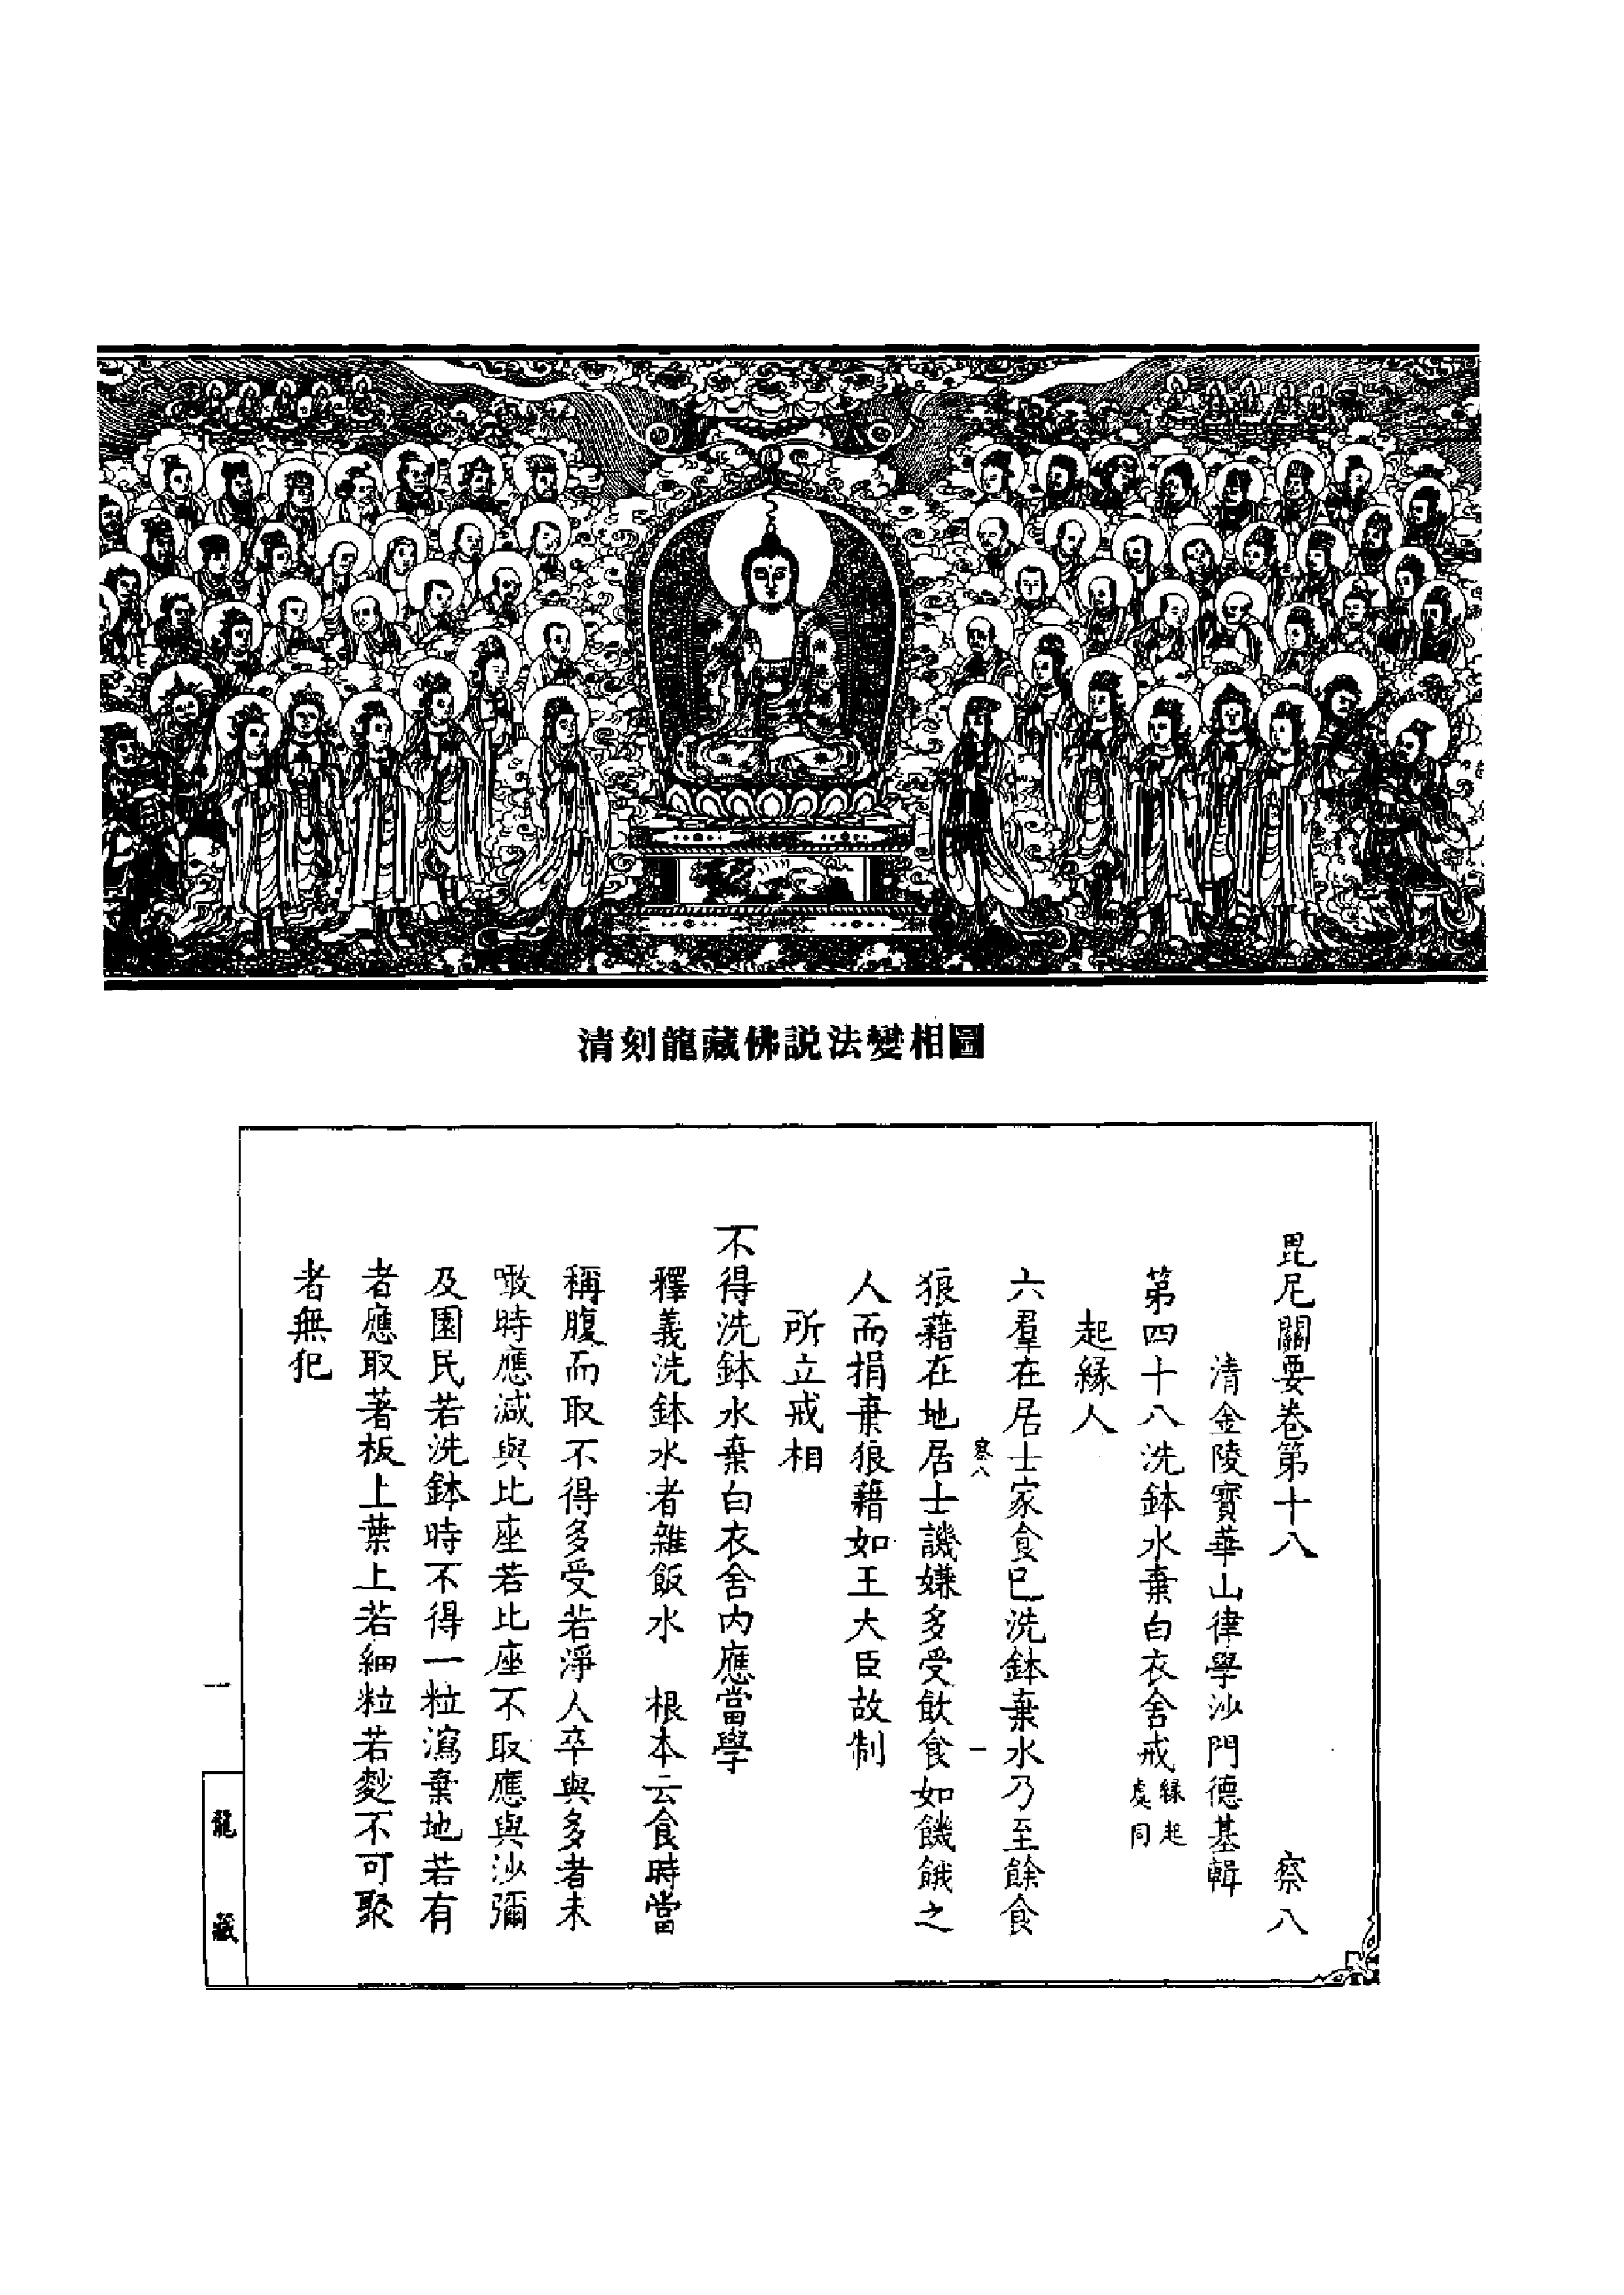 清刻龍藏佛説法變相圖
毘尼關要卷第十八 察八
清金陵寳華山律學沙門德基輯
第四十八洗鉢水棄白衣舍戒緣起處同
起緣人
六羣在居士家食已洗鉢棄水乃至餘食
察八 一
狼藉在地居士譏嫌多受飲食如饑餓之
人而捐棄狼藉如王大臣故制
所立戒相
不得洗鉢水棄白衣舍内應當學
釋義洗鉢水者雜飯水 根本云食時當
稱腹而取不得多受若淨人卒與多者未
噉時應減與比座若比座不取應與沙彌
及園民若洗鉢時不得一粒瀉棄地若有
者應取著板上葉上若細粒若麨不可聚
者無犯
一
龍藏